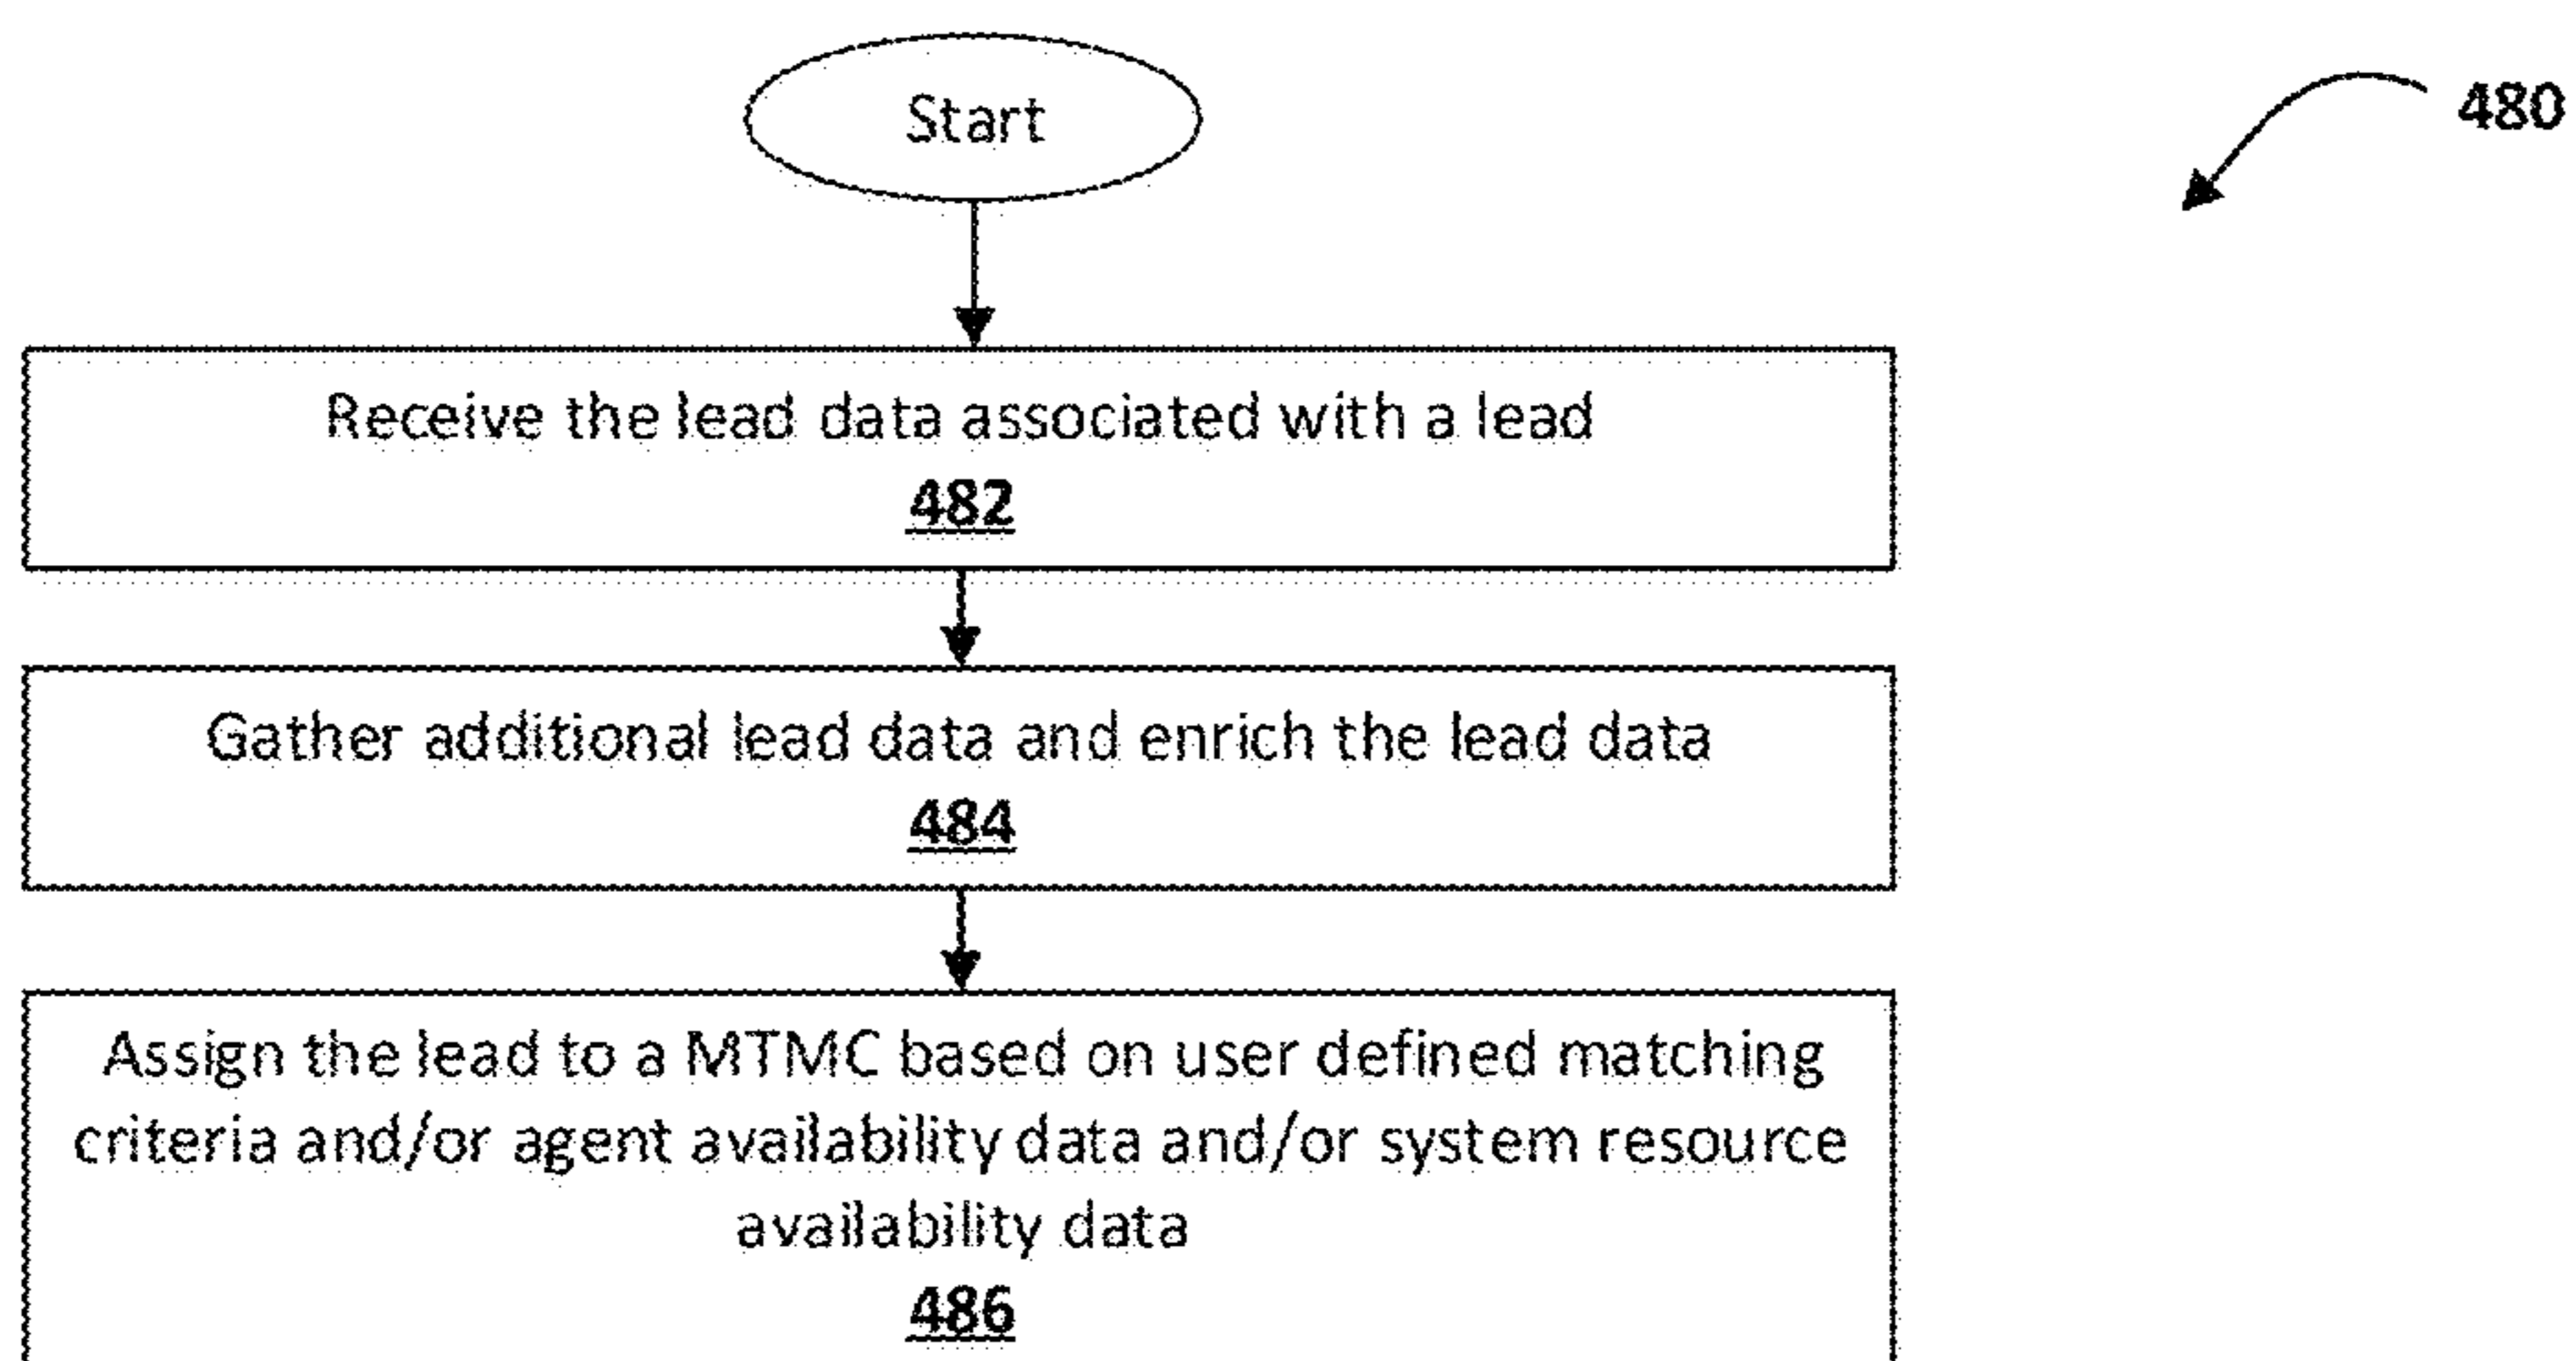 Start
480
Receive the lead data associated with a lead
482
Gather additional lead data and enrich the lead data
484
Assign the lead to a MTMC based on user defined matching
criteria and/or agent availability data and/or system resource
availability data
486